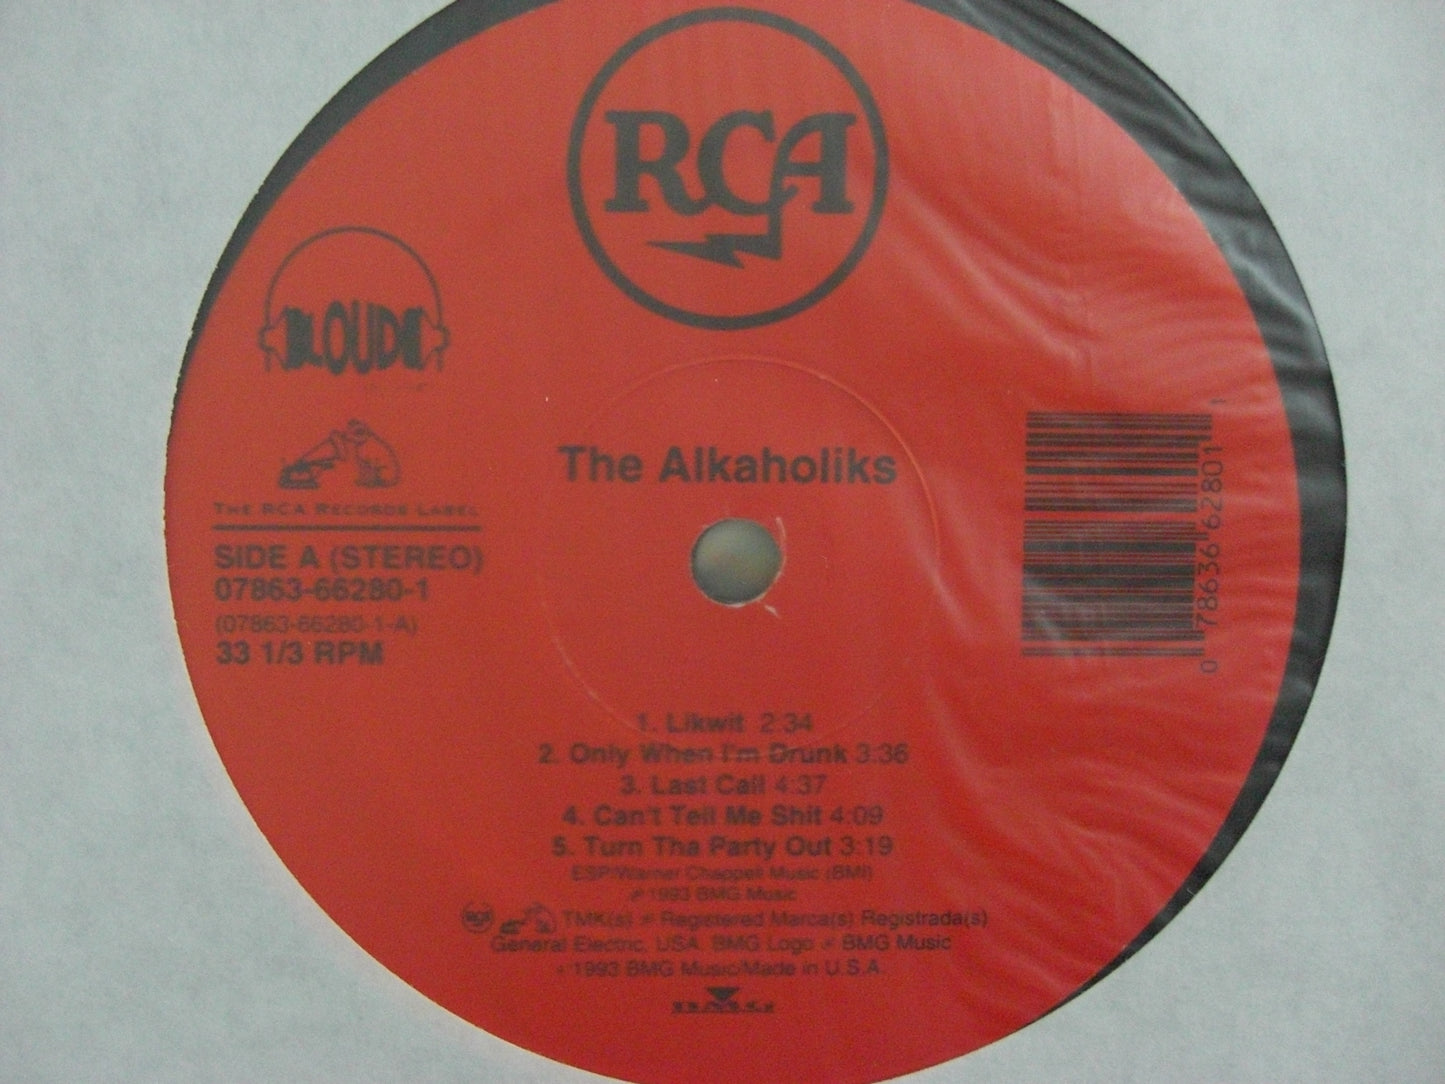 RCA
LOUD
The Alkaholiks
THE RCA RECORDS LABEL
SIDE A (STEREO)
07863-66280-1
(07863-66280-1-A)
33 1/3 RPM
0 78636 62801 1
1. Likwit 2:34
2. Only When I'm Drunk 3:36
3. Last Call 4:37
4. Can't Tell Me Shit 4:09
5. Turn Tha Party Out 3:19
ESP/Warner Chappell Music (BMI)
℗ 1993 BMG Music
RCA TMK(s) ® Registered Marca(s) Registrada(s)
General Electric, USA. BMG Logo ® BMG Music
© 1993 BMG Music/Made in U.S.A.
BMG